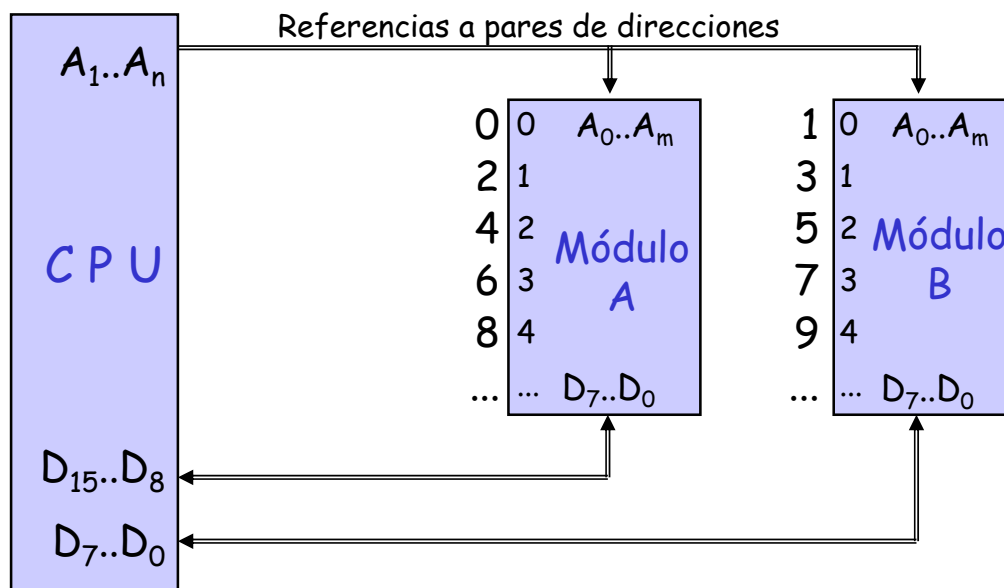 Referencias a pares de direcciones
A₁..Aₙ
C P U
D₁₅..D₈
D₇..D₀
0 0 A₀..Aₘ
2 1
4 2
6 3
8 4
... ... D₇..D₀
Módulo
A
1 0 A₀..Aₘ
3 1
5 2
7 3
9 4
... ... D₇..D₀
Módulo
B